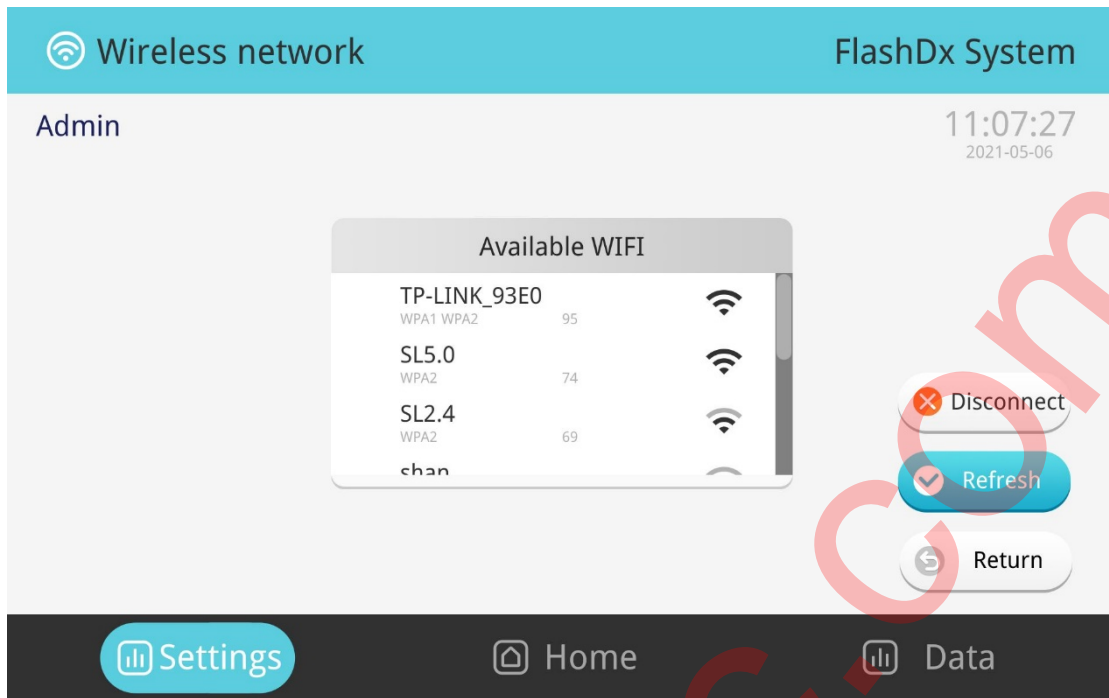 Wireless network
FlashDx System
Admin
11:07:27
2021-05-06
Available WIFI
TP-LINK_93E0
WPA1 WPA2 95
SL5.0
WPA2 74
SL2.4
WPA2 69
shan
Disconnect
Refresh
Return
Settings
Home
Data